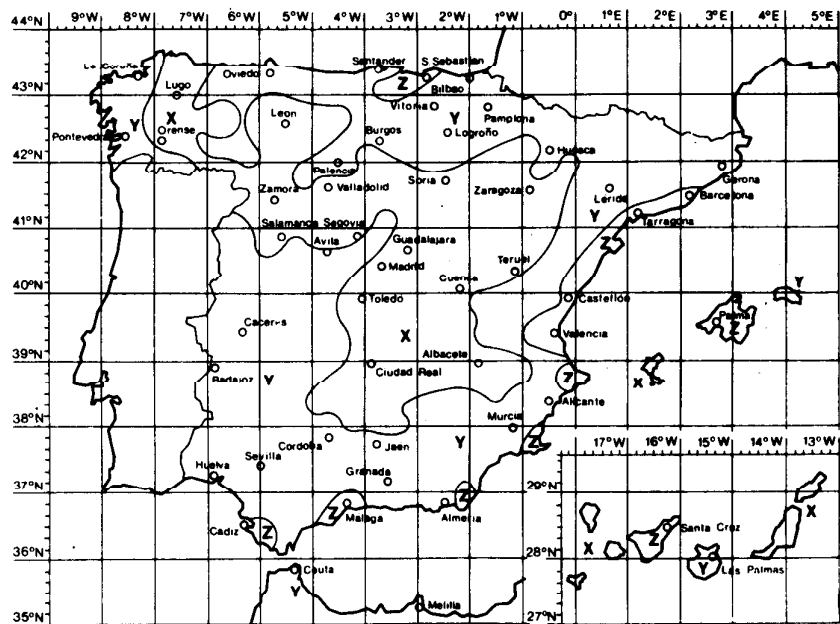 44°N 9°W 8°W 7°W 6°W 5°W 4°W 3°W 2°W 1°W 0° 1°E 2°E 3°E 4°E 5°E
Oviedo Santander S Sebastian
43°N Lugo Z Bilbao
Vitoria Pamplona
Y X Leon Y
Pontevedra Orense Burgos Logroño
42°N Palencia Huesca Gerona
Zamora Valladolid Soria Zaragoza Lerida Barcelona
41°N Salamanca Segovia Y Tarragona
Avila Guadalajara Z
Madrid Teruel
40°N Cuenca Y
Toledo Castellón
Caceres X Valencia Palma
Z
39°N Albacete
Badajoz Y Ciudad Real Z X
Alicante
38°N Murcia
Cordoba Jaen Y Z 17°W 16°W 15°W 14°W 13°W
Sevilla
Huelva Granada
37°N Z 29°N
Z X
Cadiz Z Malaga Almeria Santa Cruz
X Z
36°N 28°N
Ceuta Y Las Palmas
Y
Melilla
35°N 27°N